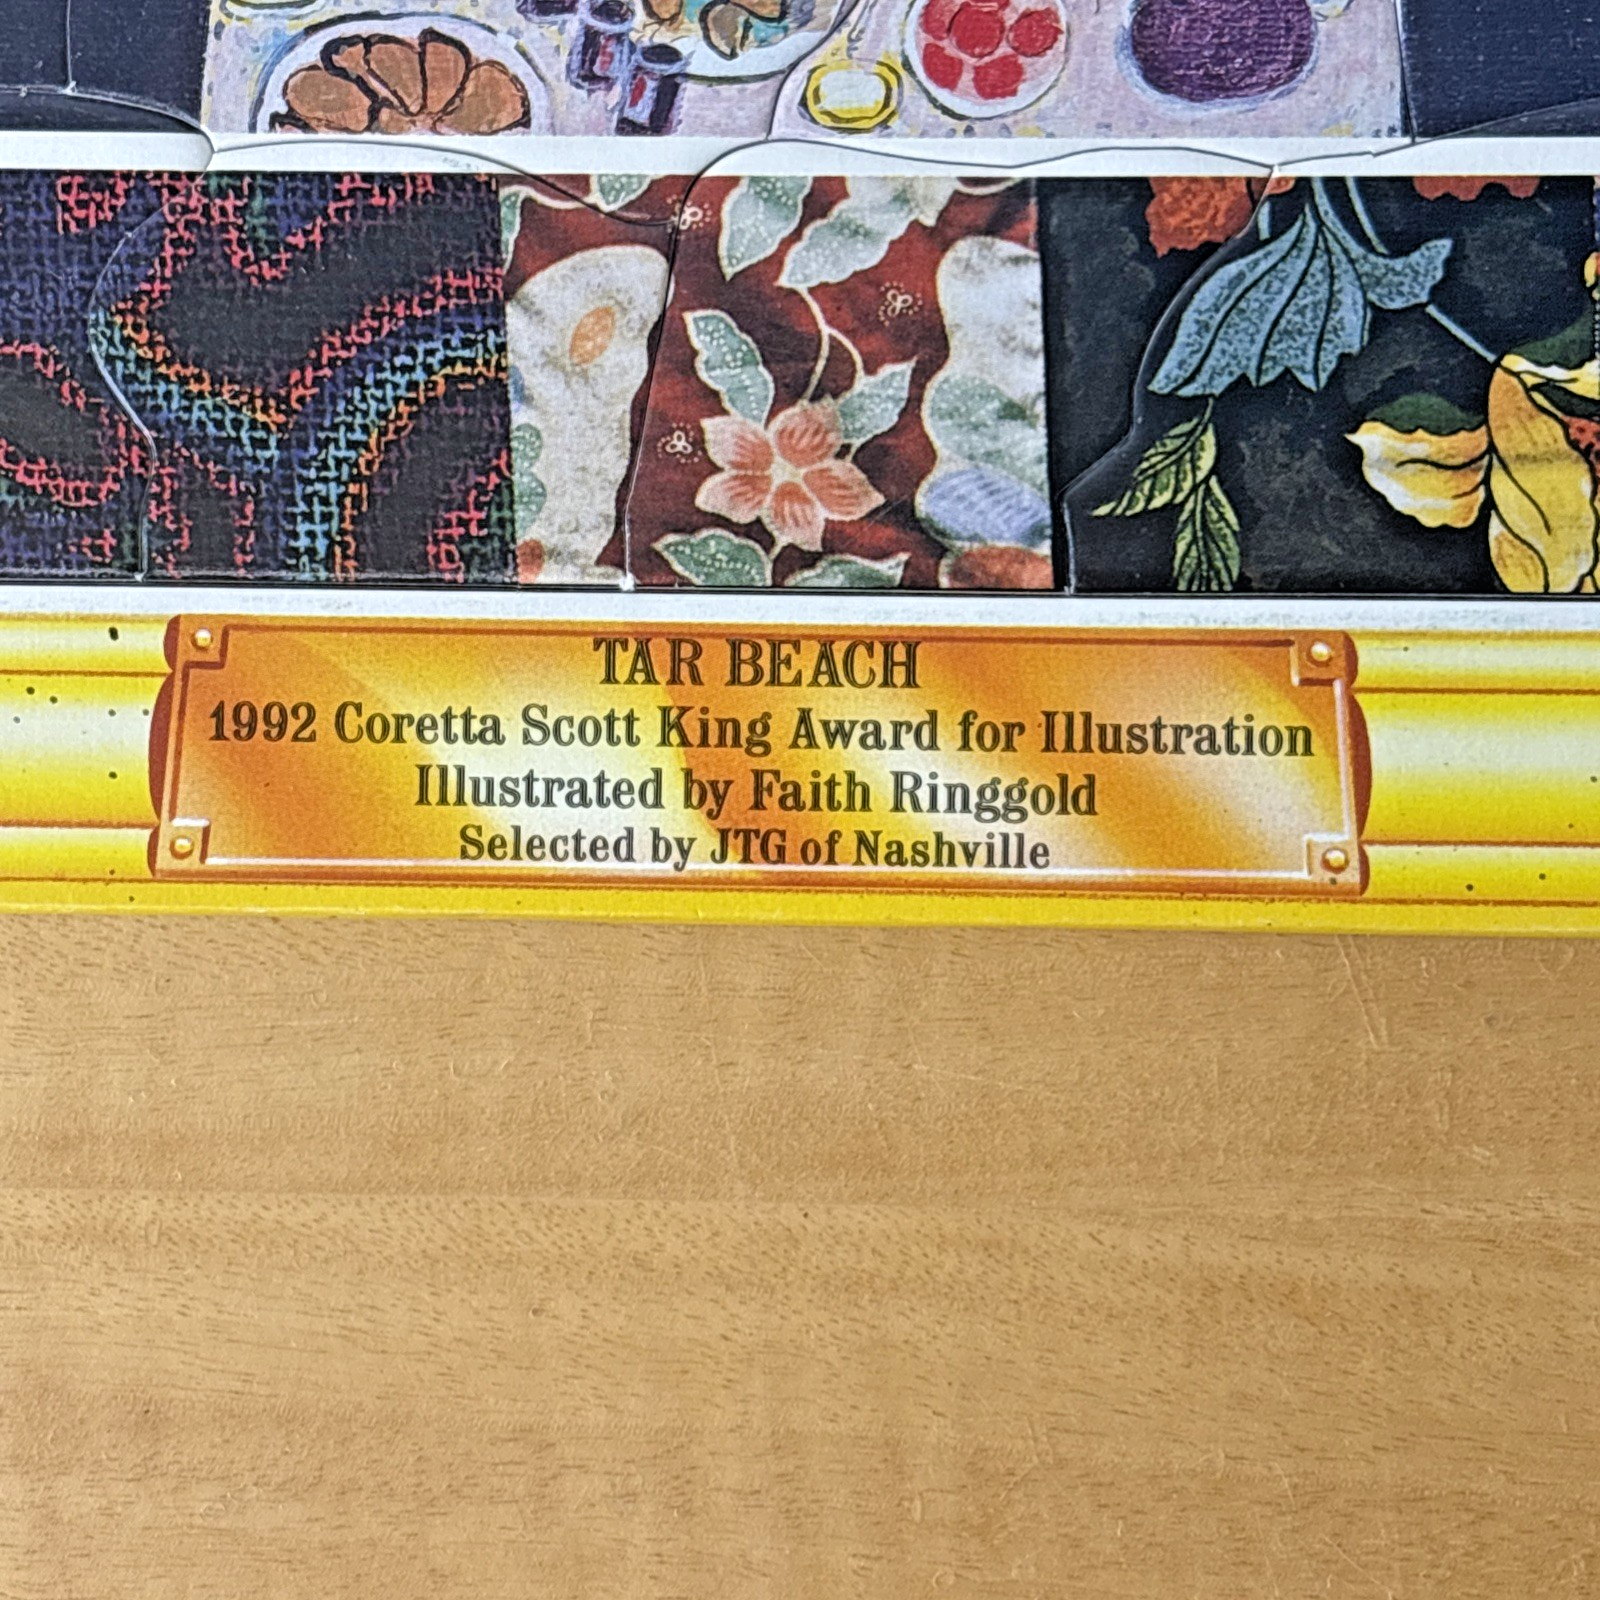 TAR BEACH
1992 Coretta Scott King Award for Illustration
Illustrated by Faith Ringgold
Selected by JTG of Nashville